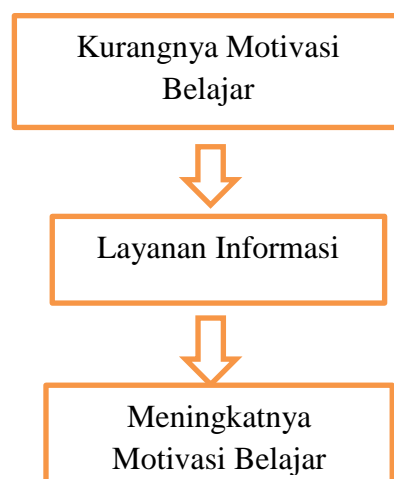 Kurangnya Motivasi
Belajar
Layanan Informasi
Meningkatnya
Motivasi Belajar